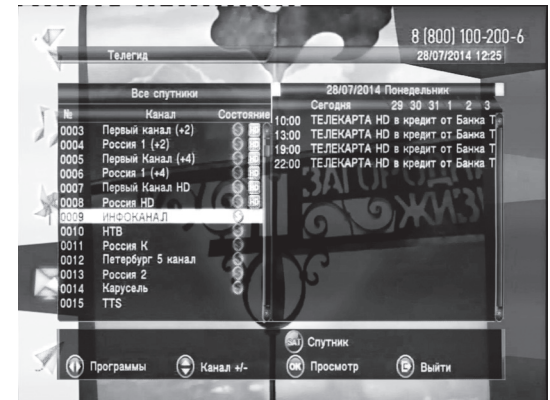 8 (800) 100-200-6
Телегид 28/07/2014 12:25
Все спутники
№ Канал Состояние
0003 Первый канал (+2)
0004 Россия 1 (+2)
0005 Первый Канал (+4)
0006 Россия 1 (+4)
0007 Первый Канал HD
0008 Россия HD
0009 ИНФОКАНАЛ
0010 НТВ
0011 Россия К
0012 Петербург 5 канал
0013 Россия 2
0014 Карусель
0015 TTS
28/07/2014 Понедельник
Сегодня 29 30 31 1 2 3
10:00 ТЕЛЕКАРТА HD в кредит от Банка Т
13:00 ТЕЛЕКАРТА HD в кредит от Банка Т
19:00 ТЕЛЕКАРТА HD в кредит от Банка Т
22:00 ТЕЛЕКАРТА HD в кредит от Банка Т
SAT Спутник
Программы Канал +/- OK Просмотр E Выйти